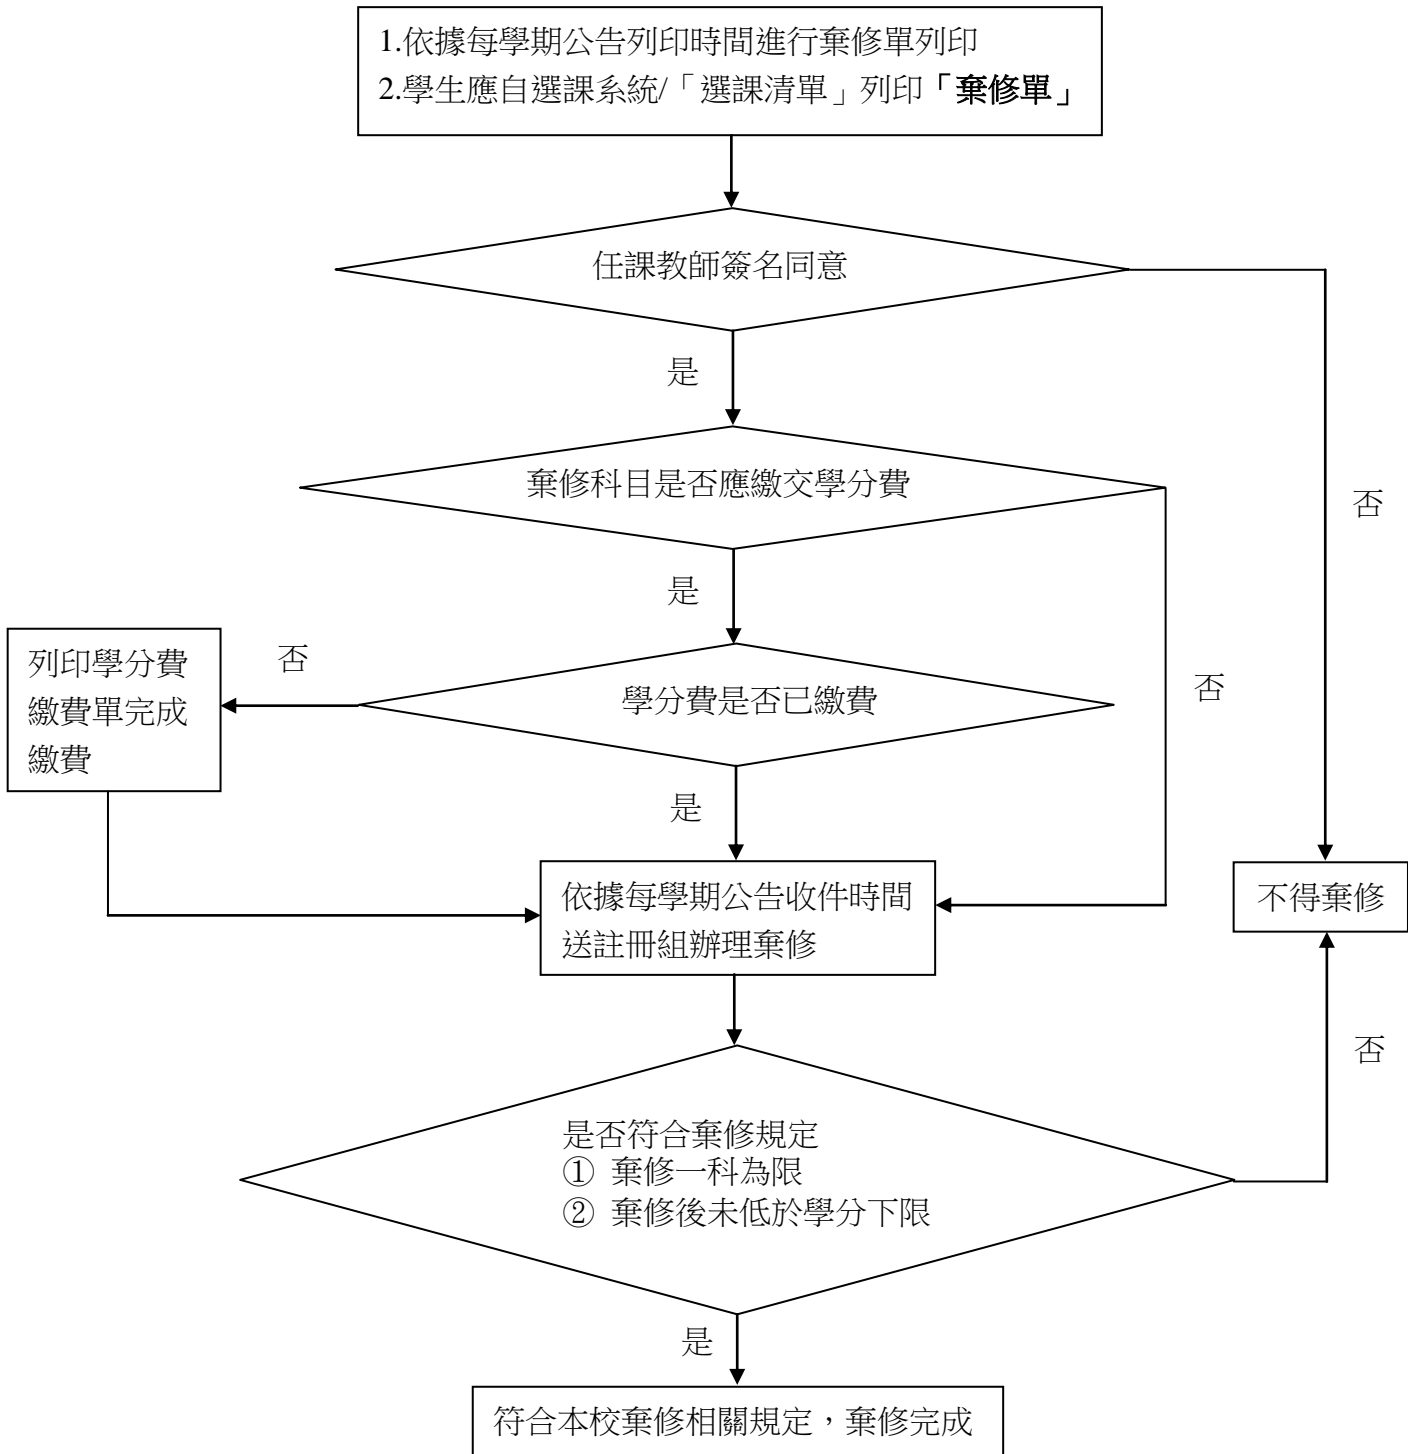 1.依據每學期公告列印時間進行棄修單列印
2.學生應自選課系統/「選課清單」列印「棄修單」
任課教師簽名同意
是
棄修科目是否應繳交學分費
否
是
列印學分費
繳費單完成
繳費
否
學分費是否已繳費
否
是
依據每學期公告收件時間
送註冊組辦理棄修
不得棄修
否
是否符合棄修規定
① 棄修一科為限
② 棄修後未低於學分下限
是
符合本校棄修相關規定，棄修完成